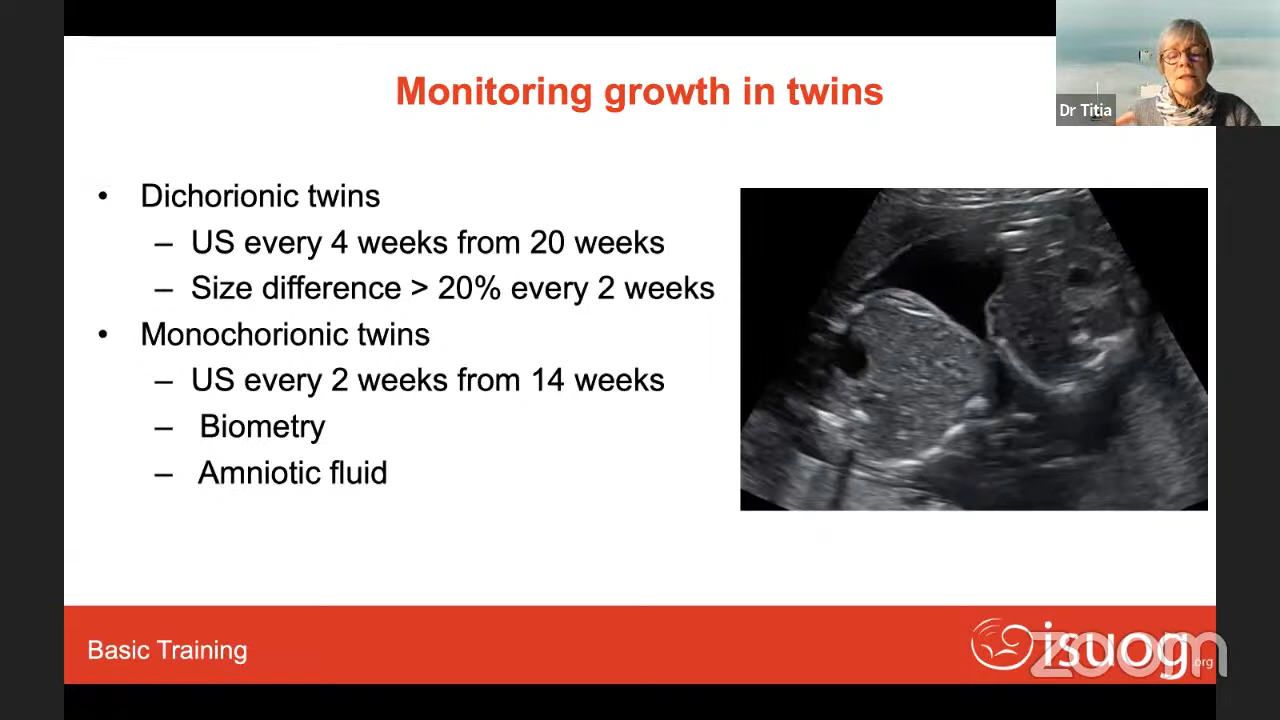 Monitoring growth in twins
Dr Titia
• Dichorionic twins
– US every 4 weeks from 20 weeks
– Size difference > 20% every 2 weeks
• Monochorionic twins
– US every 2 weeks from 14 weeks
– Biometry
– Amniotic fluid
Basic Training
isuog.org
zoom